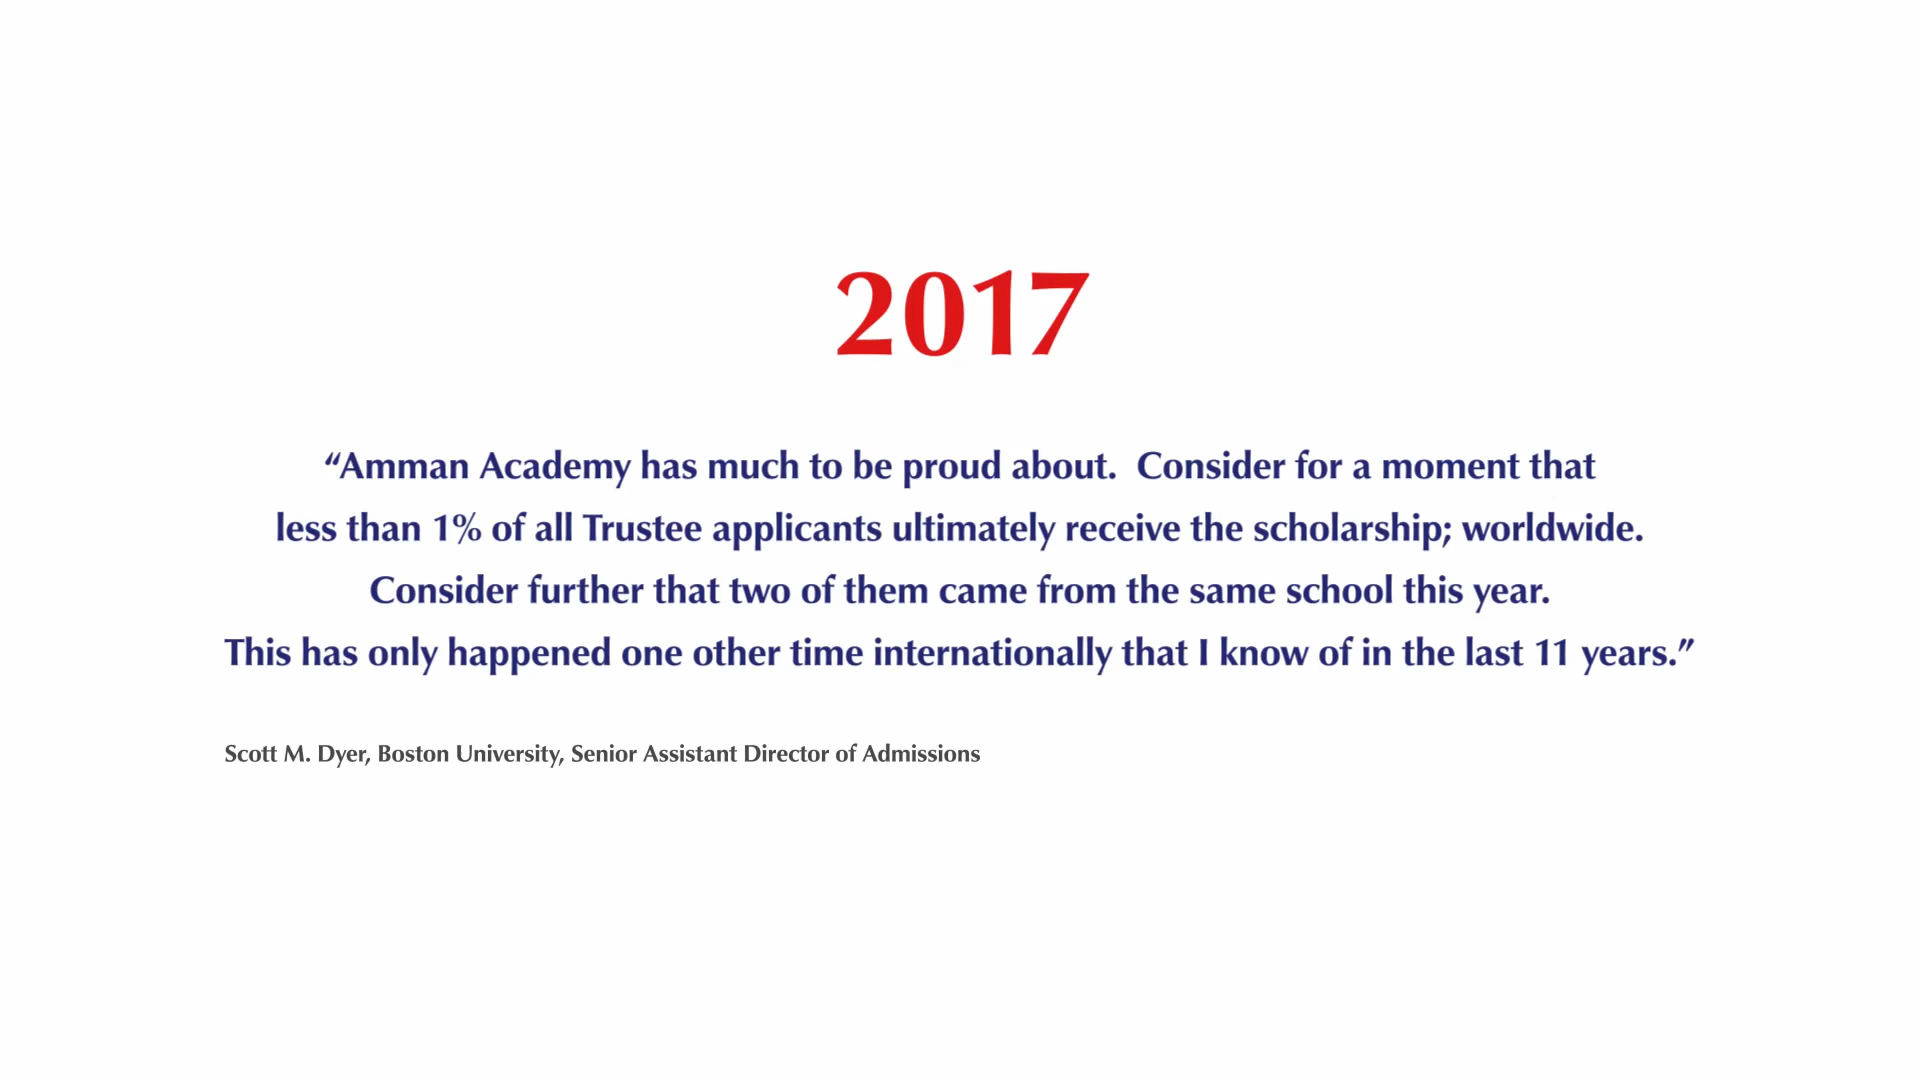 2017
“Amman Academy has much to be proud about.  Consider for a moment that
less than 1% of all Trustee applicants ultimately receive the scholarship; worldwide.
Consider further that two of them came from the same school this year.
This has only happened one other time internationally that I know of in the last 11 years.”
Scott M. Dyer, Boston University, Senior Assistant Director of Admissions